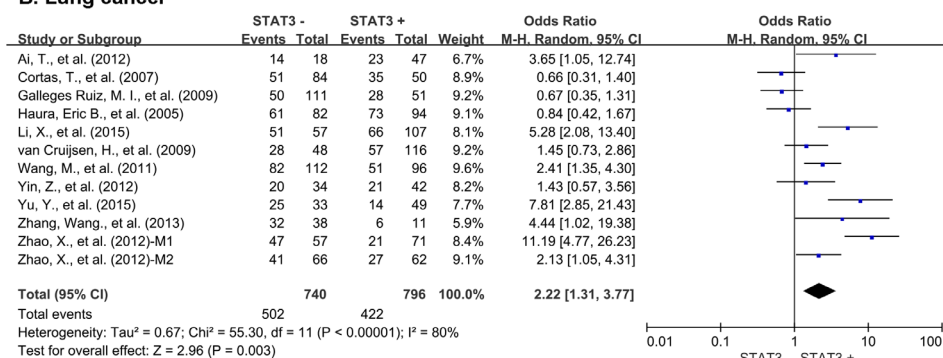 B. Lung cancer
STAT3 - STAT3 + Odds Ratio Odds Ratio
Study or Subgroup Events Total Events Total Weight M-H. Random. 95% CI M-H. Random. 95% CI
Ai, T., et al. (2012) 14 18 23 47 6.7% 3.65 [1.05, 12.74]
Cortas, T., et al. (2007) 51 84 35 50 8.9% 0.66 [0.31, 1.40]
Galleges Ruiz, M. I., et al. (2009) 50 111 28 51 9.2% 0.67 [0.35, 1.31]
Haura, Eric B., et al. (2005) 61 82 73 94 9.1% 0.84 [0.42, 1.67]
Li, X., et al. (2015) 51 57 66 107 8.1% 5.28 [2.08, 13.40]
van Cruijsen, H., et al. (2009) 28 48 57 116 9.2% 1.45 [0.73, 2.86]
Wang, M., et al. (2011) 82 112 51 96 9.4% 2.41 [1.35, 4.30]
Yin, Z., et al. (2012) 20 34 21 42 8.2% 1.43 [0.57, 3.56]
Yu, Y., et al. (2015) 25 33 14 49 7.7% 7.81 [2.85, 21.43]
Zhang, Wang., et al. (2013) 32 38 6 11 5.9% 4.44 [1.02, 19.38]
Zhao, X., et al. (2012)-M1 47 57 21 71 8.4% 11.19 [4.77, 26.23]
Zhao, X., et al. (2012)-M2 41 66 27 62 9.1% 2.13 [1.05, 4.31]
Total (95% CI) 740 796 100.0% 2.22 [1.31, 3.77]
Total events 502 422
Heterogeneity: Tau² = 0.67; Chi² = 55.30, df = 11 (P < 0.00001); I² = 80%
Test for overall effect: Z = 2.96 (P = 0.003)
0.01 0.1 1 10 100
STAT3 - STAT3 +